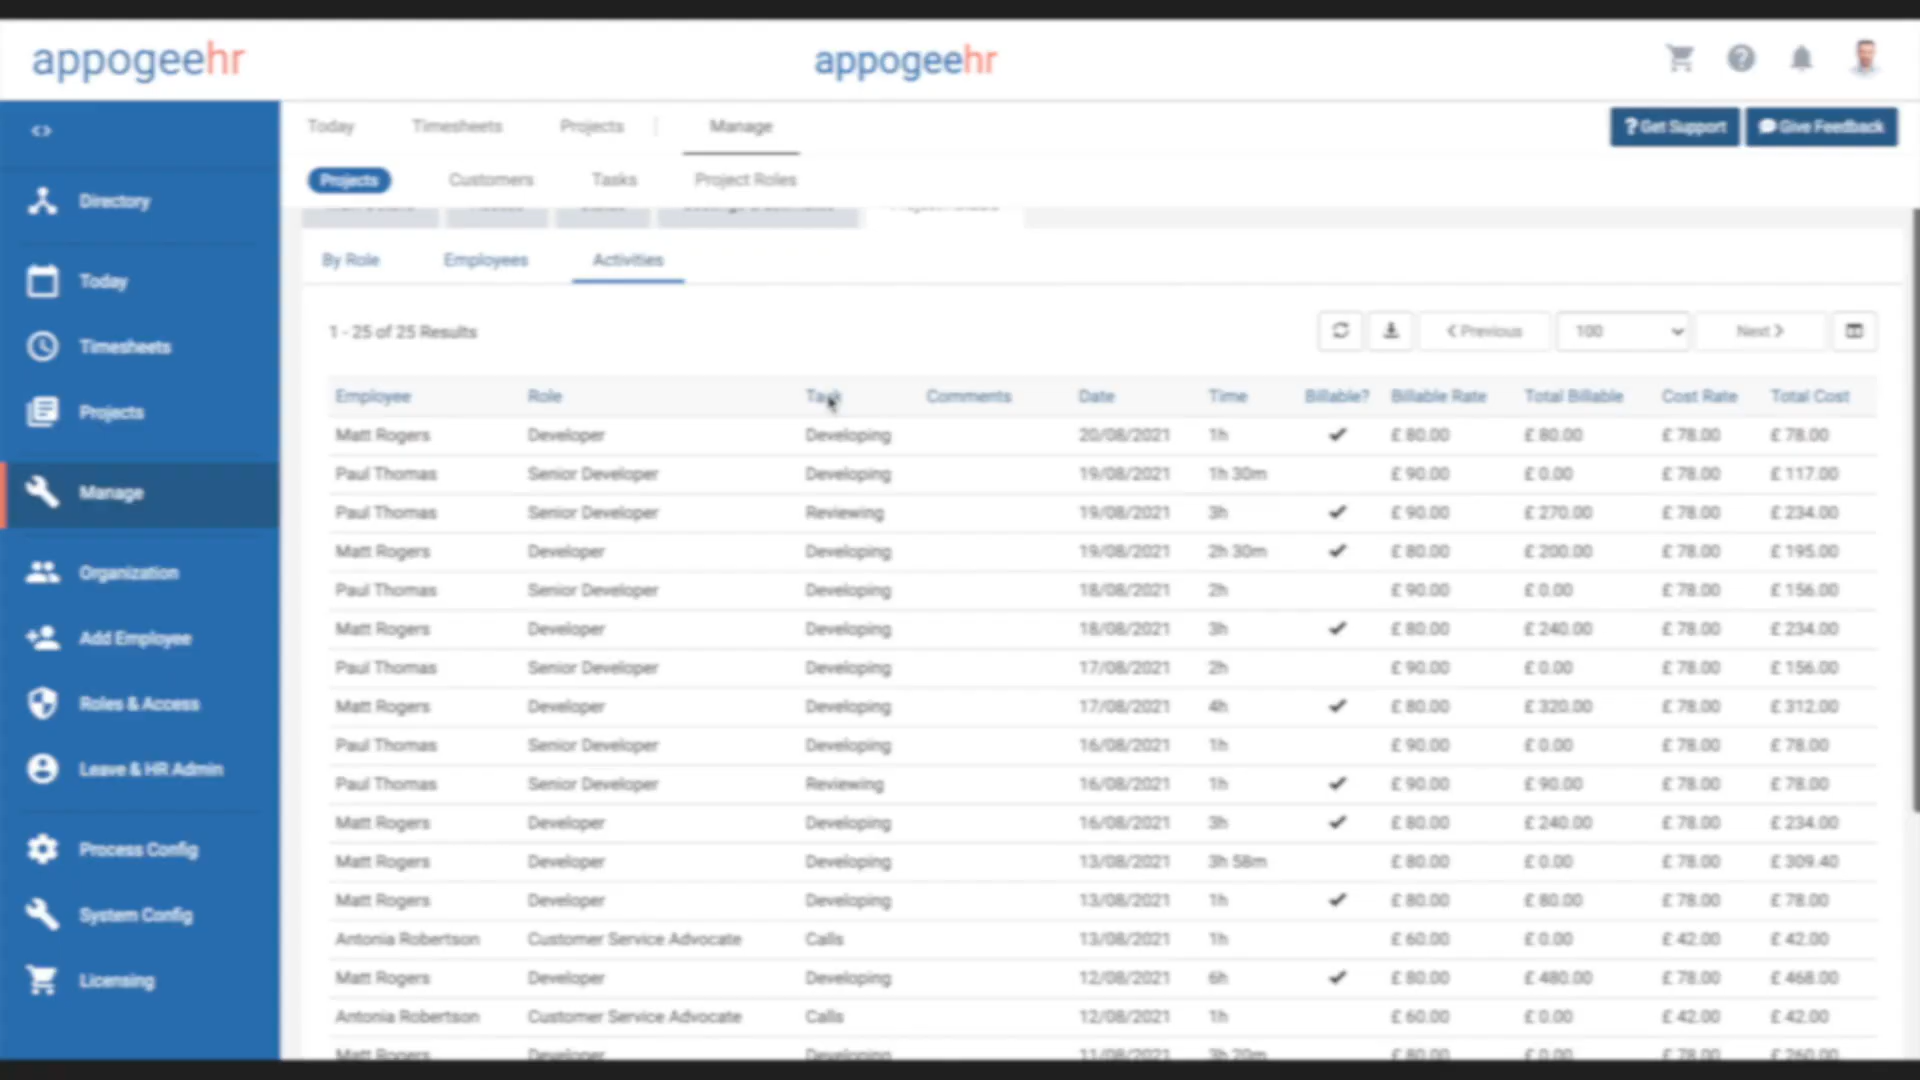 appogeehr
appogeehr
Today Timesheets Projects Manage
? Get Support Give Feedback
Projects Customers Tasks Project Roles
By Role Employees Activities
1 - 25 of 25 Results
Previous 100 Next
Employee Role Task Comments Date Time Billable? Billable Rate Total Billable Cost Rate Total Cost
Matt Rogers Developer Developing 20/08/2021 1h ✓ £ 80.00 £ 80.00 £ 78.00 £ 78.00
Paul Thomas Senior Developer Developing 19/08/2021 1h 30m £ 90.00 £ 0.00 £ 78.00 £ 117.00
Paul Thomas Senior Developer Reviewing 19/08/2021 3h ✓ £ 90.00 £ 270.00 £ 78.00 £ 234.00
Matt Rogers Developer Developing 19/08/2021 2h 30m ✓ £ 80.00 £ 200.00 £ 78.00 £ 195.00
Paul Thomas Senior Developer Developing 18/08/2021 2h £ 90.00 £ 0.00 £ 78.00 £ 156.00
Matt Rogers Developer Developing 18/08/2021 3h ✓ £ 80.00 £ 240.00 £ 78.00 £ 234.00
Paul Thomas Senior Developer Developing 17/08/2021 2h £ 90.00 £ 0.00 £ 78.00 £ 156.00
Matt Rogers Developer Developing 17/08/2021 4h ✓ £ 80.00 £ 320.00 £ 78.00 £ 312.00
Paul Thomas Senior Developer Developing 16/08/2021 1h £ 90.00 £ 0.00 £ 78.00 £ 78.00
Paul Thomas Senior Developer Reviewing 16/08/2021 1h ✓ £ 90.00 £ 90.00 £ 78.00 £ 78.00
Matt Rogers Developer Developing 16/08/2021 3h ✓ £ 80.00 £ 240.00 £ 78.00 £ 234.00
Matt Rogers Developer Developing 13/08/2021 3h 58m £ 80.00 £ 0.00 £ 78.00 £ 309.40
Matt Rogers Developer Developing 13/08/2021 1h ✓ £ 80.00 £ 80.00 £ 78.00 £ 78.00
Antonia Robertson Customer Service Advocate Calls 13/08/2021 1h £ 60.00 £ 0.00 £ 42.00 £ 42.00
Matt Rogers Developer Developing 12/08/2021 6h ✓ £ 80.00 £ 480.00 £ 78.00 £ 468.00
Antonia Robertson Customer Service Advocate Calls 12/08/2021 1h £ 60.00 £ 0.00 £ 42.00 £ 42.00
Matt Rogers Developer Developing 11/08/2021 3h 20m £ 80.00 £ 0.00 £ 78.00 £ 260.00
Directory
Today
Timesheets
Projects
Manage
Organization
Add Employee
Roles & Access
Leave & HR Admin
Process Config
System Config
Licensing